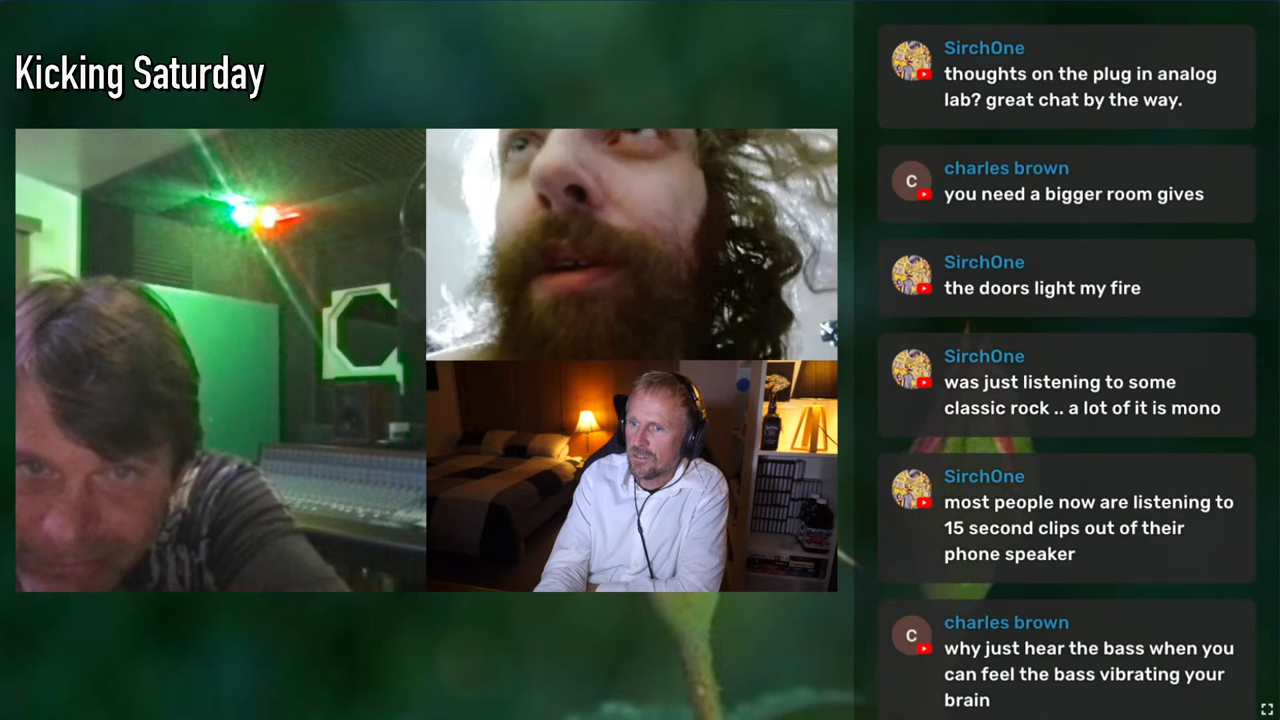 Kicking Saturday
SirchOne
thoughts on the plug in analog
lab? great chat by the way.
C
charles brown
you need a bigger room gives
SirchOne
the doors light my fire
SirchOne
was just listening to some
classic rock .. a lot of it is mono
SirchOne
most people now are listening to
15 second clips out of their
phone speaker
C
charles brown
why just hear the bass when you
can feel the bass vibrating your
brain